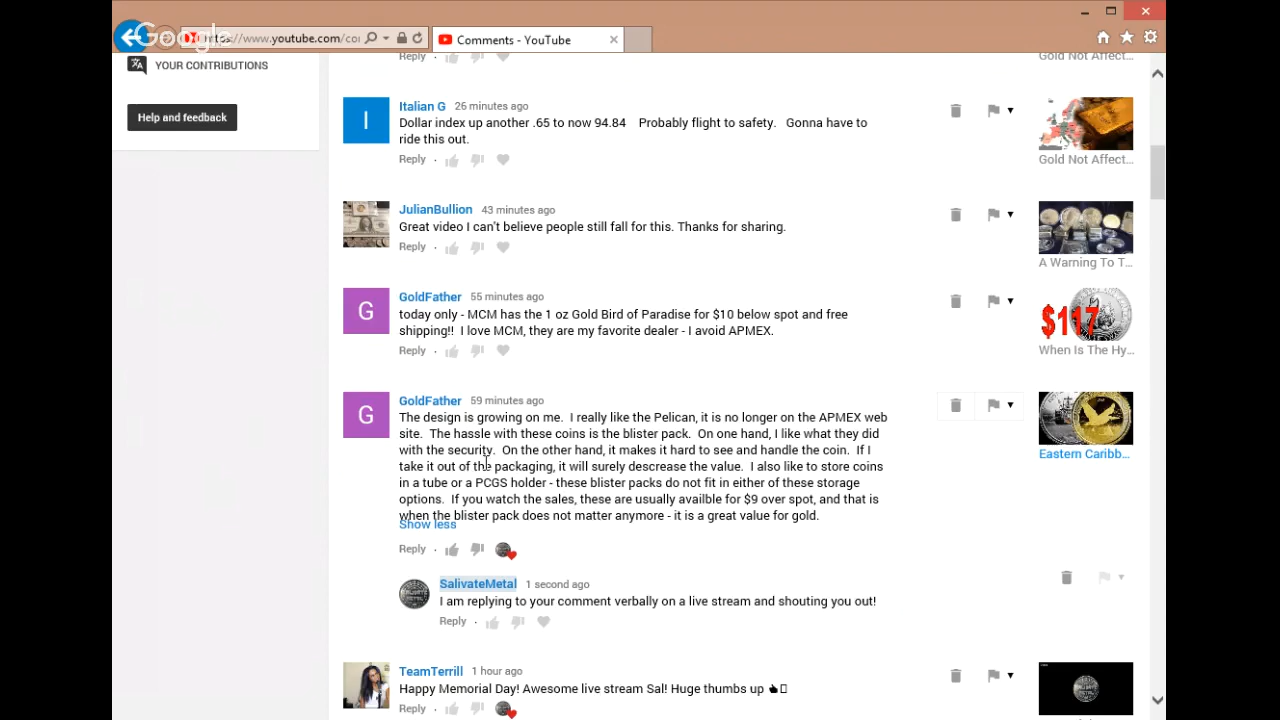 Google
https://www.youtube.com/co
Comments - YouTube
YOUR CONTRIBUTIONS
Help and feedback
Reply ·
Gold Not Affect...
Italian G 26 minutes ago
Dollar index up another .65 to now 94.84 Probably flight to safety. Gonna have to
ride this out.
Reply ·
Gold Not Affect...
JulianBullion 43 minutes ago
Great video I can't believe people still fall for this. Thanks for sharing.
Reply ·
A Warning To T...
GoldFather 55 minutes ago
today only - MCM has the 1 oz Gold Bird of Paradise for $10 below spot and free
shipping!! I love MCM, they are my favorite dealer - I avoid APMEX.
Reply ·
$117
When Is The Hy...
GoldFather 59 minutes ago
The design is growing on me. I really like the Pelican, it is no longer on the APMEX web
site. The hassle with these coins is the blister pack. On one hand, I like what they did
with the security. On the other hand, it makes it hard to see and handle the coin. If I
take it out of the packaging, it will surely descrease the value. I also like to store coins
in a tube or a PCGS holder - these blister packs do not fit in either of these storage
options. If you watch the sales, these are usually availble for $9 over spot, and that is
when the blister pack does not matter anymore - it is a great value for gold.
Show less
Reply ·
Eastern Caribb...
SalivateMetal 1 second ago
I am replying to your comment verbally on a live stream and shouting you out!
Reply ·
TeamTerrill 1 hour ago
Happy Memorial Day! Awesome live stream Sal! Huge thumbs up
Reply ·